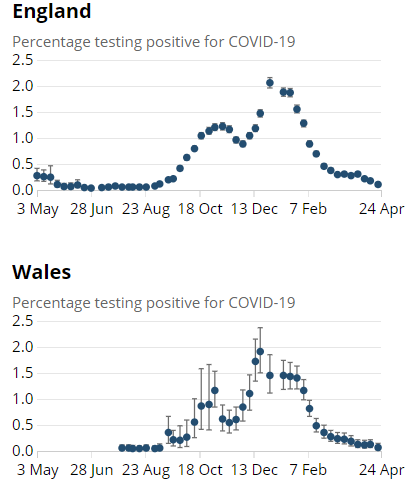 England
Percentage testing positive for COVID-19
2.5
2.0
1.5
1.0
0.5
0.0
3 May 28 Jun 23 Aug 18 Oct 13 Dec 7 Feb 24 Apr
Wales
Percentage testing positive for COVID-19
2.5
2.0
1.5
1.0
0.5
0.0
3 May 28 Jun 23 Aug 18 Oct 13 Dec 7 Feb 24 Apr